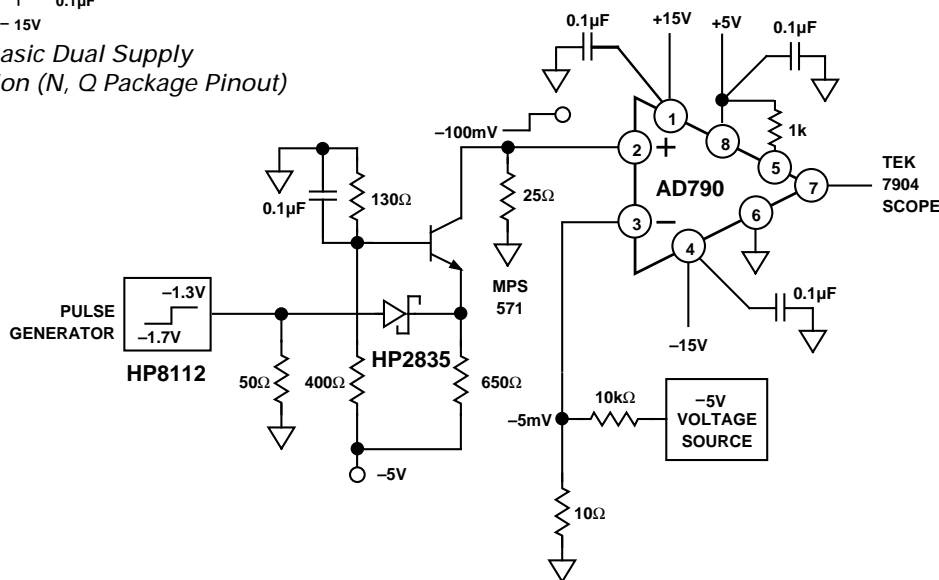 0.1µF
– 15V
asic Dual Supply
ion (N, Q Package Pinout)
0.1µF
+15V
+5V
0.1µF
–100mV
1
8
1k
2
+
5
TEK
7904
SCOPE
AD790
7
0.1µF
130Ω
25Ω
3
–
6
4
MPS
571
0.1µF
PULSE
GENERATOR
–1.3V
–1.7V
HP8112
–15V
HP2835
50Ω
400Ω
650Ω
10kΩ
–5V
VOLTAGE
SOURCE
–5mV
–5V
10Ω